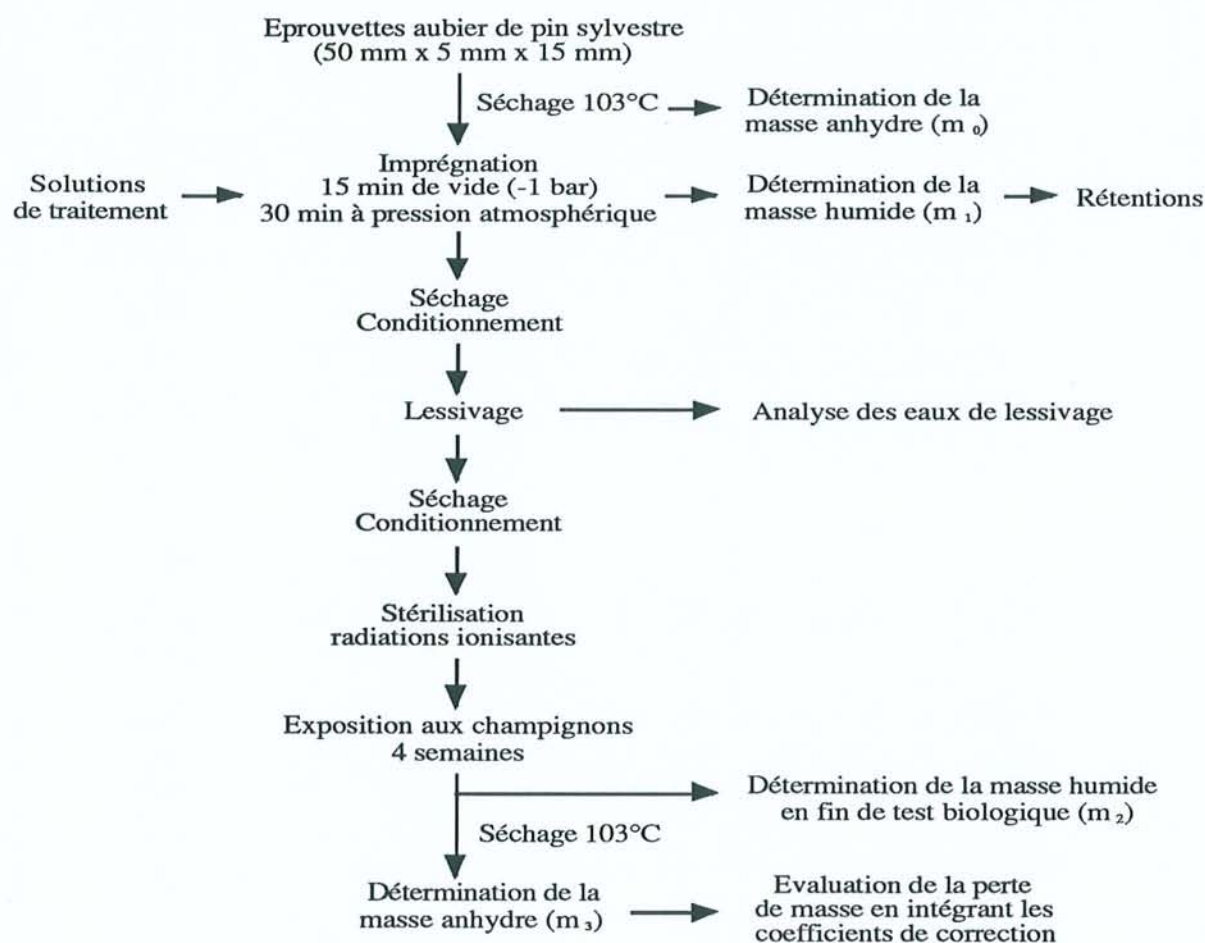 Eprouvettes aubier de pin sylvestre
(50 mm x 5 mm x 15 mm)
Séchage 103°C
Détermination de la
masse anhydre (m ₀)
Solutions
de traitement
Imprégnation
15 min de vide (-1 bar)
30 min à pression atmosphérique
Détermination de la
masse humide (m ₁)
Rétentions
Séchage
Conditionnement
Lessivage
Analyse des eaux de lessivage
Séchage
Conditionnement
Stérilisation
radiations ionisantes
Exposition aux champignons
4 semaines
Détermination de la masse humide
en fin de test biologique (m ₂)
Séchage 103°C
Détermination de la
masse anhydre (m ₃)
Evaluation de la perte
de masse en intégrant les
coefficients de correction